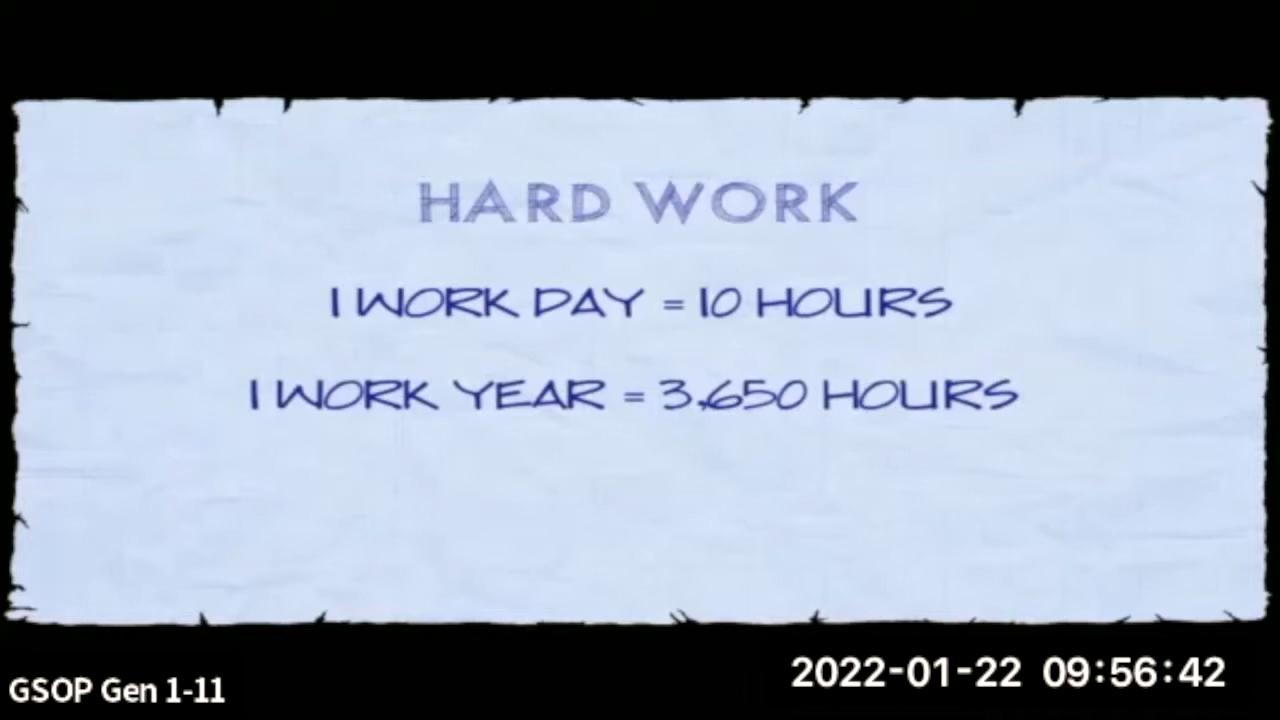 HARD WORK
1 WORK DAY = 10 HOURS
1 WORK YEAR = 3,650 HOURS
GSOP Gen 1-11
2022-01-22 09:56:42